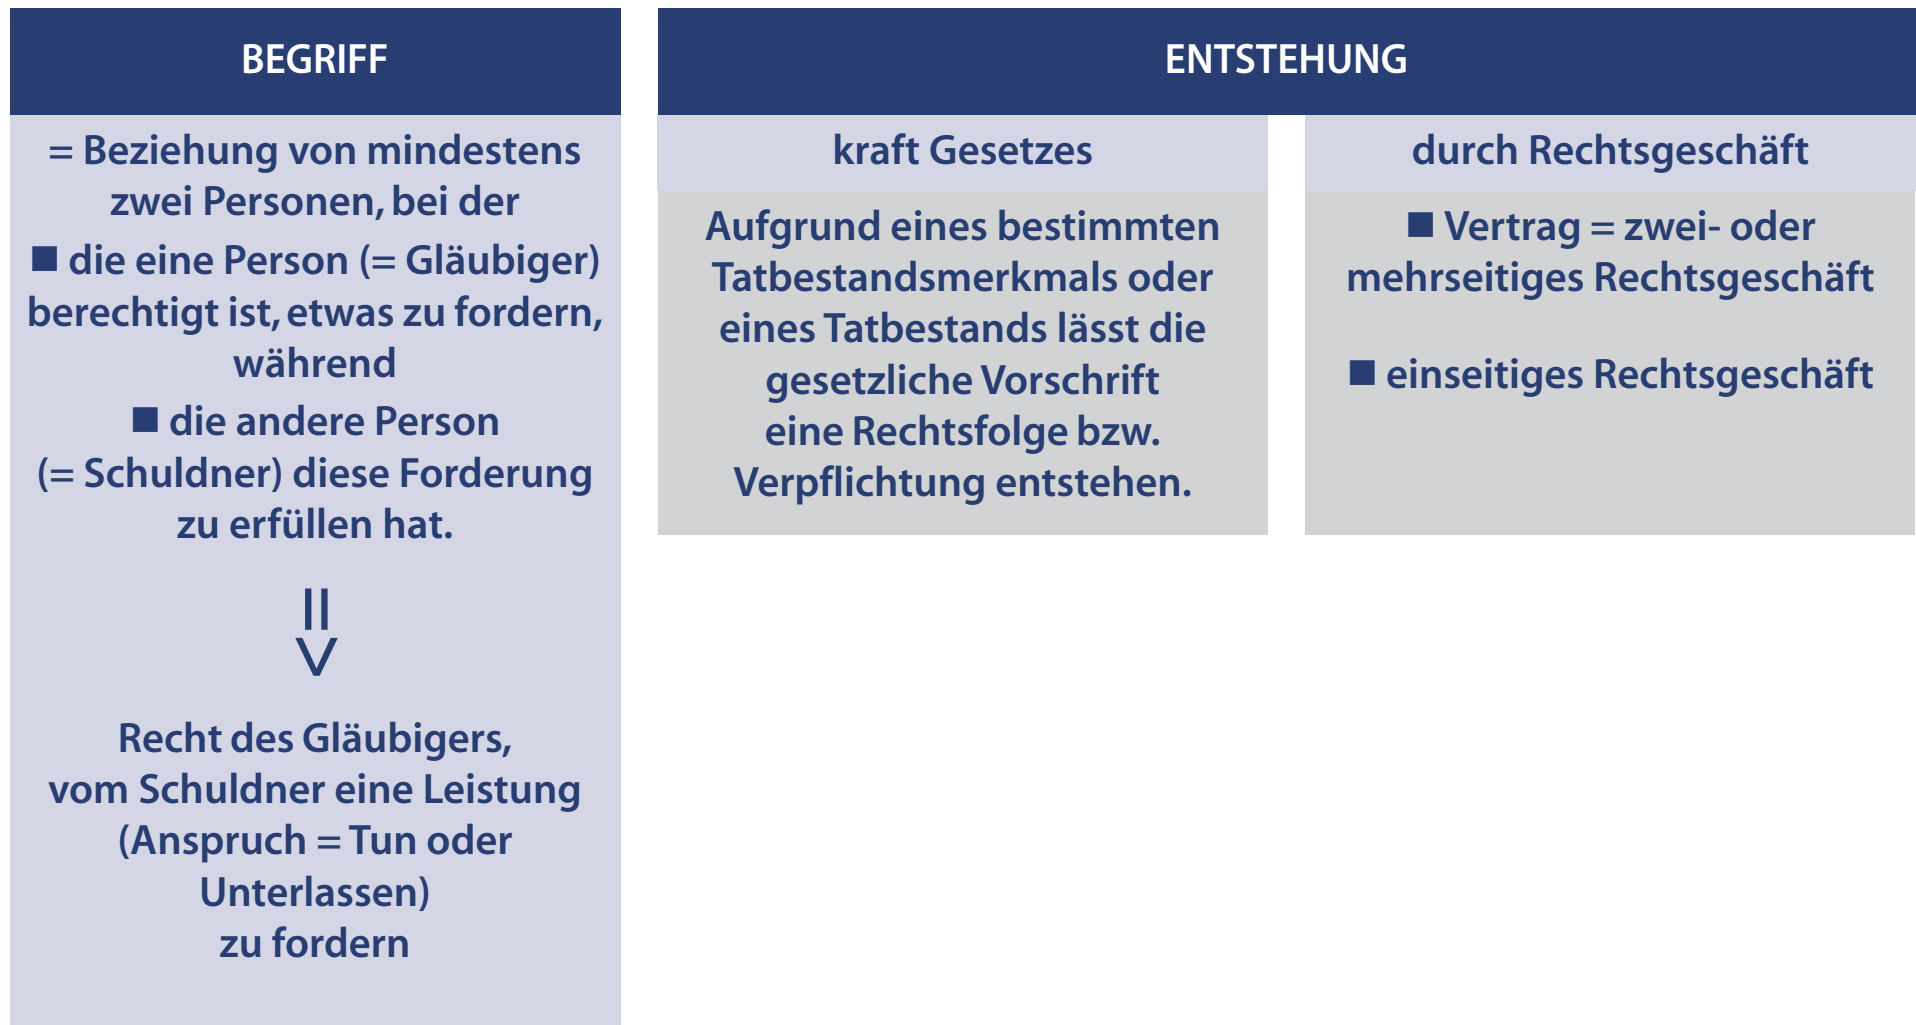 BEGRIFF
= Beziehung von mindestens
zwei Personen, bei der
■ die eine Person (= Gläubiger)
berechtigt ist, etwas zu fordern,
während
■ die andere Person
(= Schuldner) diese Forderung
zu erfüllen hat.
=>
Recht des Gläubigers,
vom Schuldner eine Leistung
(Anspruch = Tun oder
Unterlassen)
zu fordern
ENTSTEHUNG
kraft Gesetzes
Aufgrund eines bestimmten
Tatbestandsmerkmals oder
eines Tatbestands lässt die
gesetzliche Vorschrift
eine Rechtsfolge bzw.
Verpflichtung entstehen.
durch Rechtsgeschäft
■ Vertrag = zwei- oder
mehrseitiges Rechtsgeschäft
■ einseitiges Rechtsgeschäft